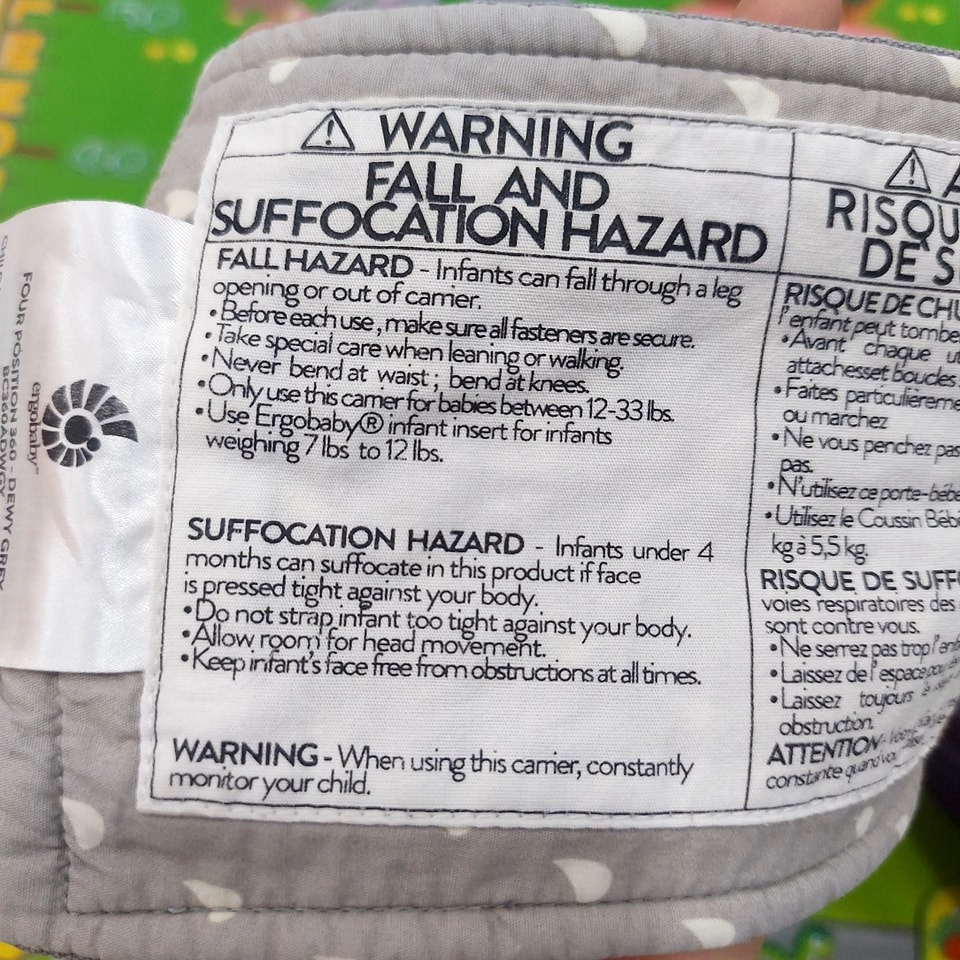 WARNING
FALL AND
SUFFOCATION HAZARD
FALL HAZARD - Infants can fall through a leg
opening or out of carrier.
• Before each use, make sure all fasteners are secure.
• Take special care when leaning or walking.
• Never bend at waist; bend at knees.
• Only use this carrier for babies between 12-33 lbs.
• Use Ergobaby® infant insert for infants
weighing 7 lbs to 12 lbs.
SUFFOCATION HAZARD - Infants under 4
months can suffocate in this product if face
is pressed tight against your body.
• Do not strap infant too tight against your body.
• Allow room for head movement.
• Keep infant's face free from obstructions at all times.
WARNING - When using this carrier, constantly
monitor your child.
RISQU
DE S
RISQUE DE CHU
l'enfant peut tombe
• Avant chaque ut
attachesset boucles
• Faites particulièreme
ou marchez
• Ne vous penchez pas
pas.
• N'utilisez ce porte-bébé
• Utilisez le Coussin Béb
kg à 5,5 kg.
RISQUE DE SUFF
voies respiratoires des
sont contre vous.
• Ne serrez pas trop l'enf
• Laissez de l'espace
• Laissez toujours
obstruction.
ATTENTION
constante quand
ergobaby™
FOUR POSITION 360 - DEWY GREY
BC360ADWGY